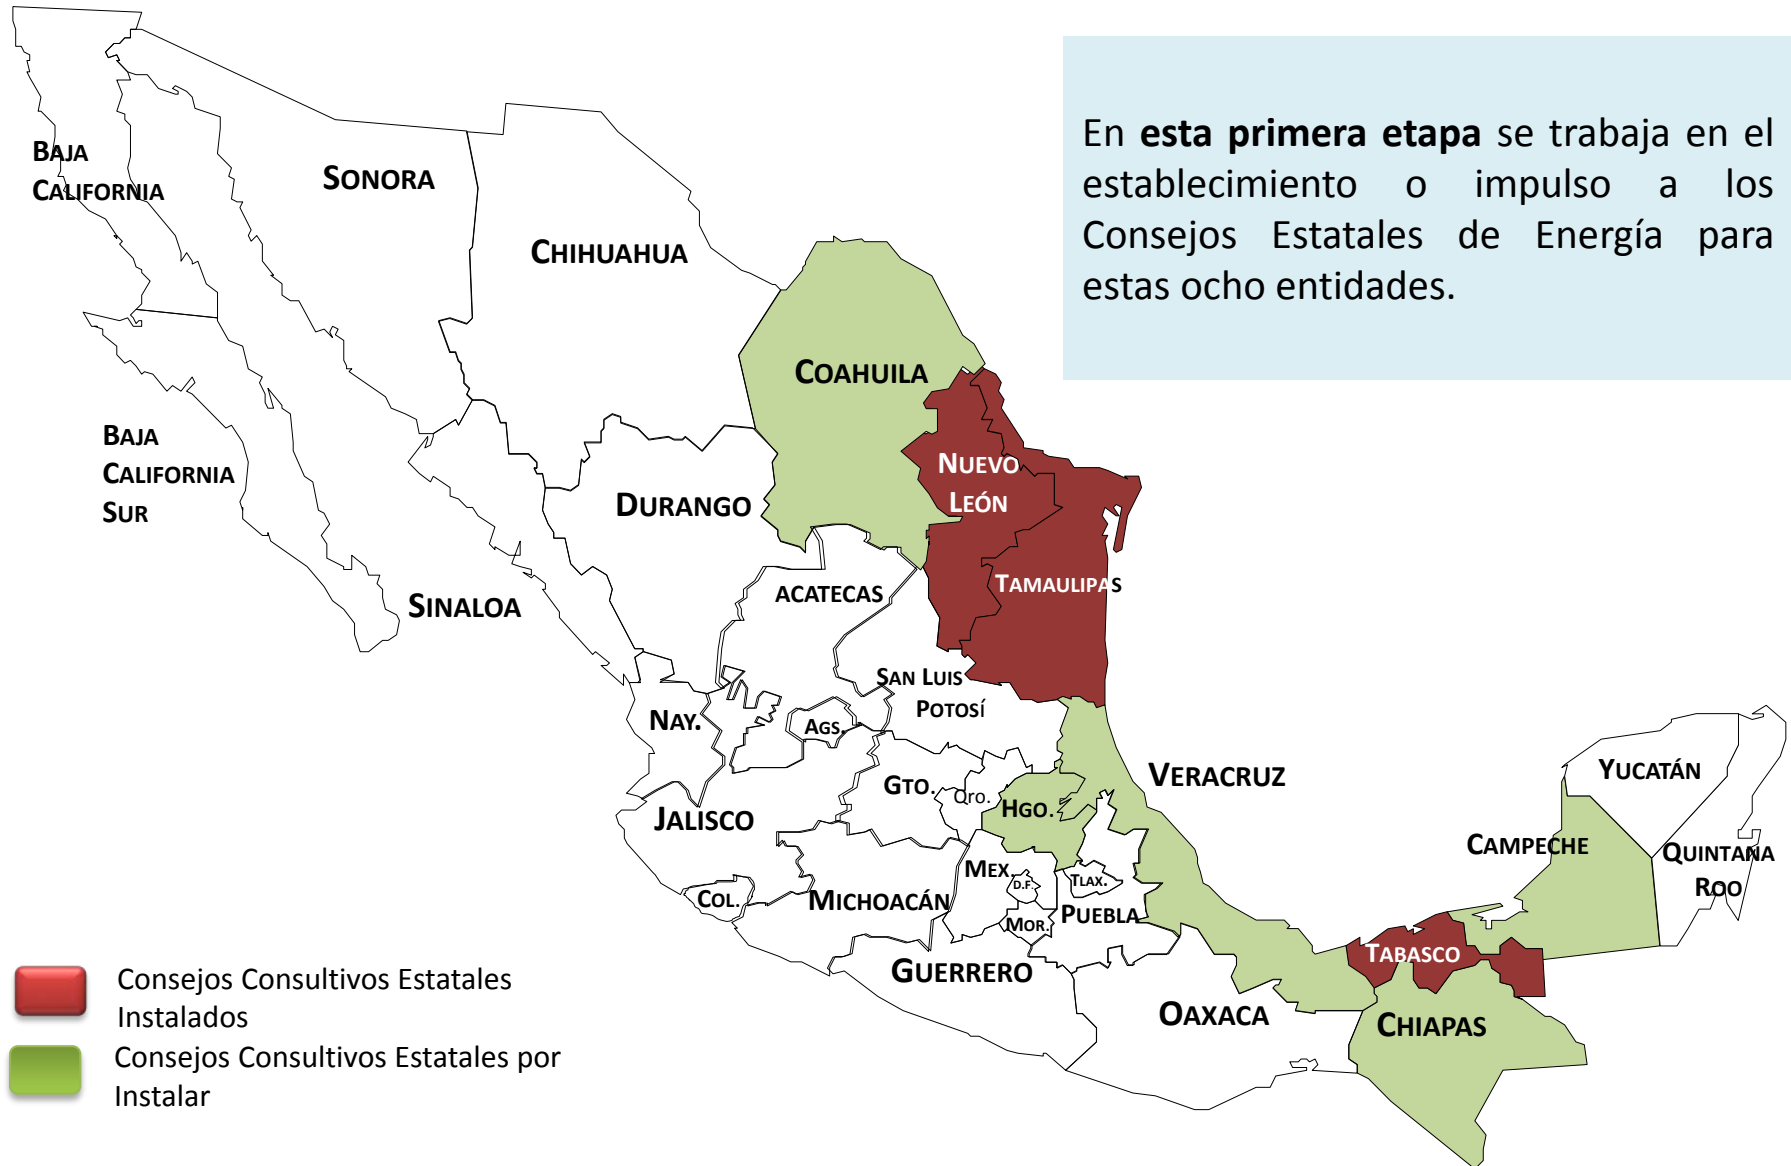 En esta primera etapa se trabaja en el
establecimiento o impulso a los
Consejos Estatales de Energía para
estas ocho entidades.
BAJA
CALIFORNIA
SONORA
CHIHUAHUA
COAHUILA
BAJA
CALIFORNIA
SUR
NUEVO
LEÓN
DURANGO
TAMAULIPAS
ACATECAS
SINALOA
SAN LUIS
POTOSÍ
NAY.
AGS.
VERACRUZ
YUCATÁN
GTO.
Qro.
HGO.
JALISCO
CAMPECHE
QUINTANA
ROO
MEX.
D.F.
TLAX.
COL.
MICHOACÁN
MOR.
PUEBLA
TABASCO
GUERRERO
OAXACA
CHIAPAS
Consejos Consultivos Estatales
Instalados
Consejos Consultivos Estatales por
Instalar